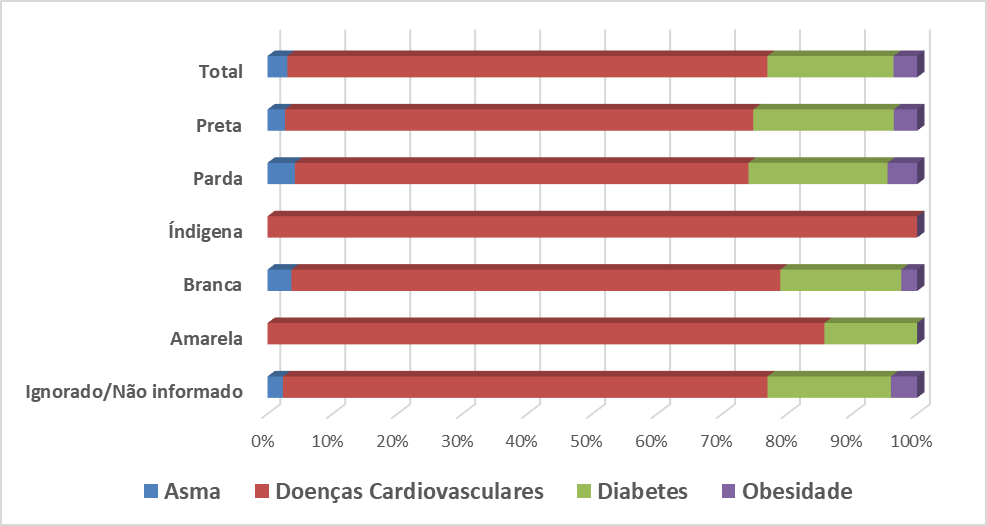 Total
Preta
Parda
Índigena
Branca
Amarela
Ignorado/Não informado
0% 10% 20% 30% 40% 50% 60% 70% 80% 90% 100%
Asma Doenças Cardiovasculares Diabetes Obesidade